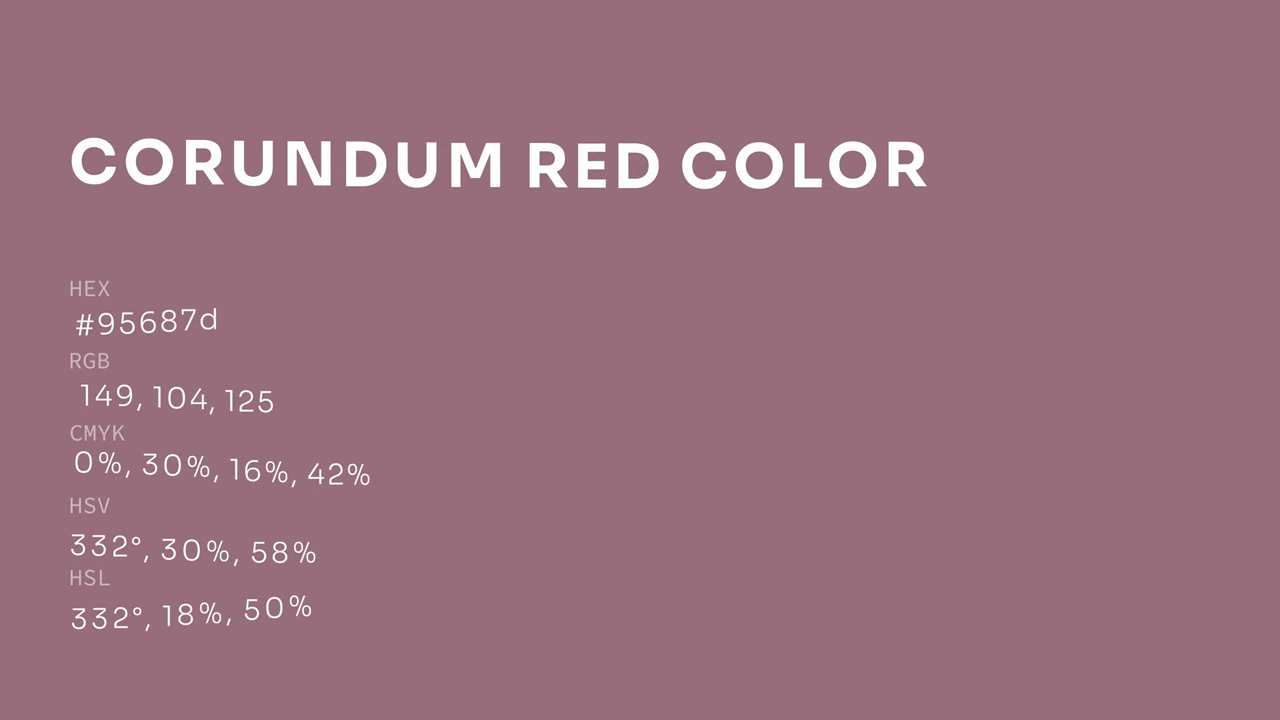 CORUNDUM RED COLOR
HEX
#95687d
RGB
149, 104, 125
CMYK
0%, 30%, 16%, 42%
HSV
332°, 30%, 58%
HSL
332°, 18%, 50%